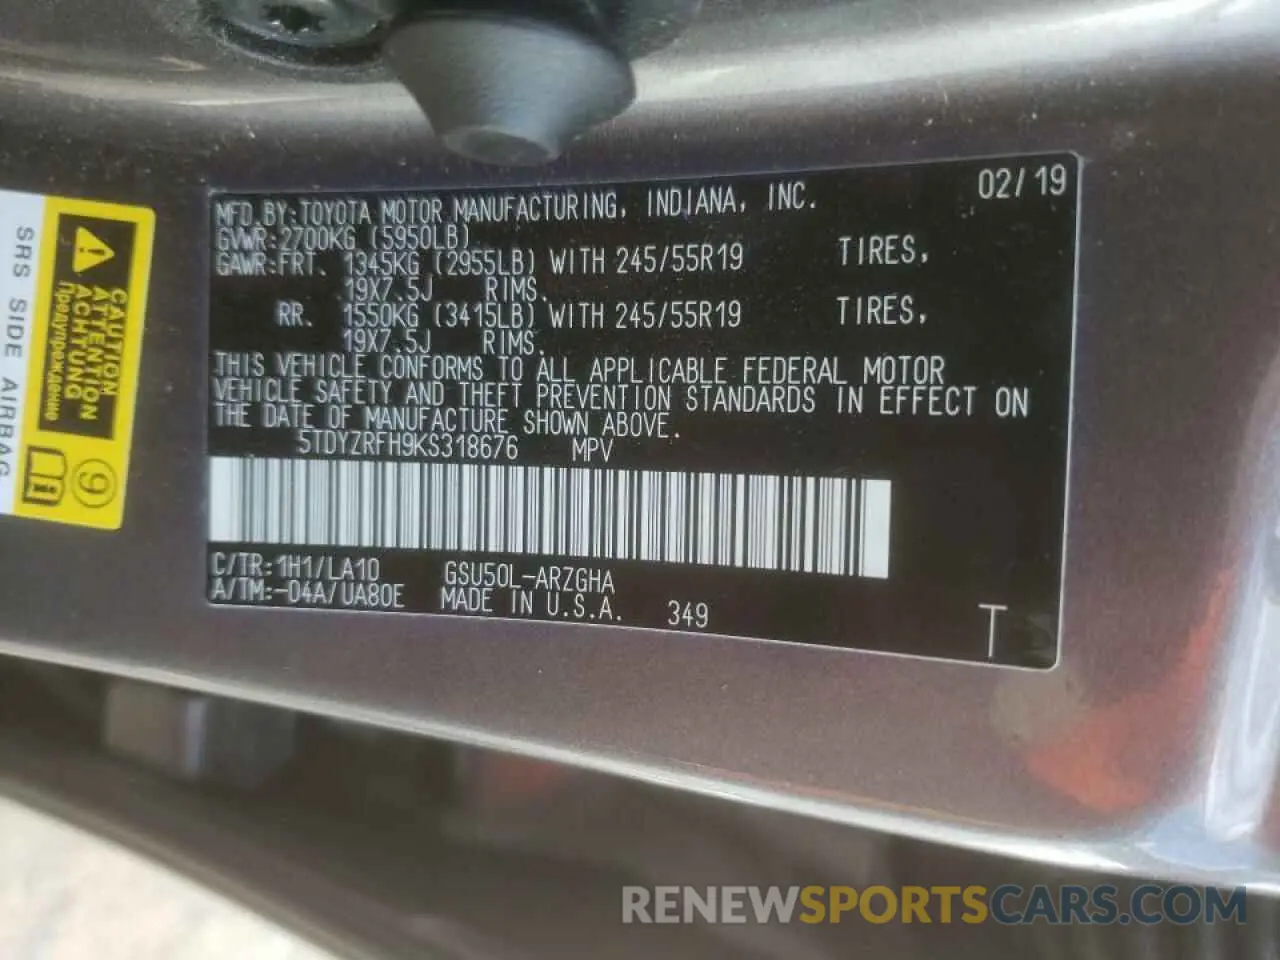 02/19
MFD.BY:TOYOTA MOTOR MANUFACTURING, INDIANA, INC.
GVWR:2700KG (5950LB)
GAWR:FRT. 1345KG (2955LB) WITH 245/55R19 TIRES,
19X7.5J RIMS.
RR. 1550KG (3415LB) WITH 245/55R19 TIRES,
19X7.5J RIMS.
THIS VEHICLE CONFORMS TO ALL APPLICABLE FEDERAL MOTOR
VEHICLE SAFETY AND THEFT PREVENTION STANDARDS IN EFFECT ON
THE DATE OF MANUFACTURE SHOWN ABOVE.
5TDYZRFH9KS318676 MPV
C/TR:1H1/LA10 GSU50L-ARZGHA
A/TM:-04A/UA80E MADE IN U.S.A. 349
T
SRS SIDE AIRBAG
CAUTION
ATTENTION
ACHTUNG
Предупреждение
9
RENEWSPORTSCARS.COM